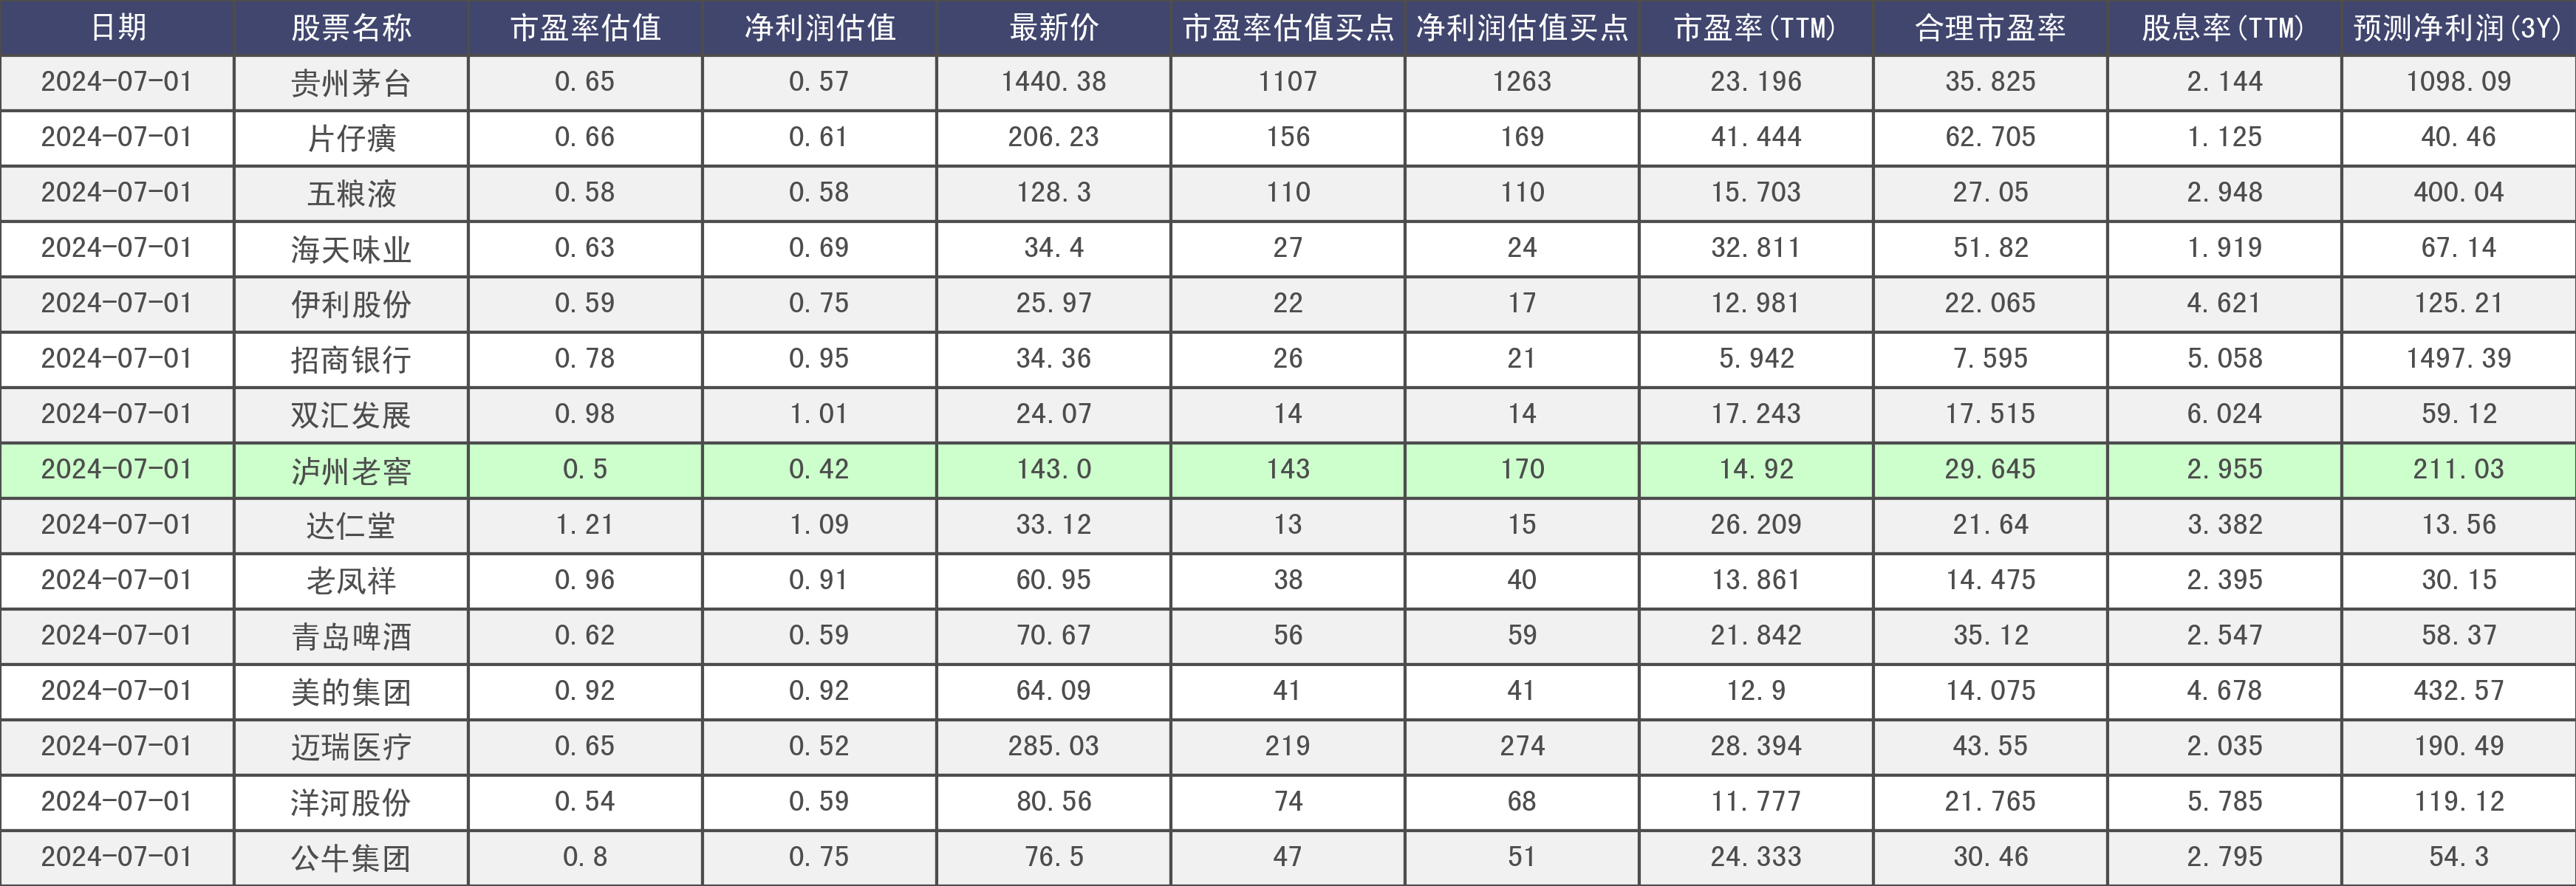 日期 股票名称 市盈率估值 净利润估值 最新价 市盈率估值买点 净利润估值买点 市盈率(TTM) 合理市盈率 股息率(TTM) 预测净利润(3Y)
2024-07-01 贵州茅台 0.65 0.57 1440.38 1107 1263 23.196 35.825 2.144 1098.09
2024-07-01 片仔癀 0.66 0.61 206.23 156 169 41.444 62.705 1.125 40.46
2024-07-01 五粮液 0.58 0.58 128.3 110 110 15.703 27.05 2.948 400.04
2024-07-01 海天味业 0.63 0.69 34.4 27 24 32.811 51.82 1.919 67.14
2024-07-01 伊利股份 0.59 0.75 25.97 22 17 12.981 22.065 4.621 125.21
2024-07-01 招商银行 0.78 0.95 34.36 26 21 5.942 7.595 5.058 1497.39
2024-07-01 双汇发展 0.98 1.01 24.07 14 14 17.243 17.515 6.024 59.12
2024-07-01 泸州老窖 0.5 0.42 143.0 143 170 14.92 29.645 2.955 211.03
2024-07-01 达仁堂 1.21 1.09 33.12 13 15 26.209 21.64 3.382 13.56
2024-07-01 老凤祥 0.96 0.91 60.95 38 40 13.861 14.475 2.395 30.15
2024-07-01 青岛啤酒 0.62 0.59 70.67 56 59 21.842 35.12 2.547 58.37
2024-07-01 美的集团 0.92 0.92 64.09 41 41 12.9 14.075 4.678 432.57
2024-07-01 迈瑞医疗 0.65 0.52 285.03 219 274 28.394 43.55 2.035 190.49
2024-07-01 洋河股份 0.54 0.59 80.56 74 68 11.777 21.765 5.785 119.12
2024-07-01 公牛集团 0.8 0.75 76.5 47 51 24.333 30.46 2.795 54.3